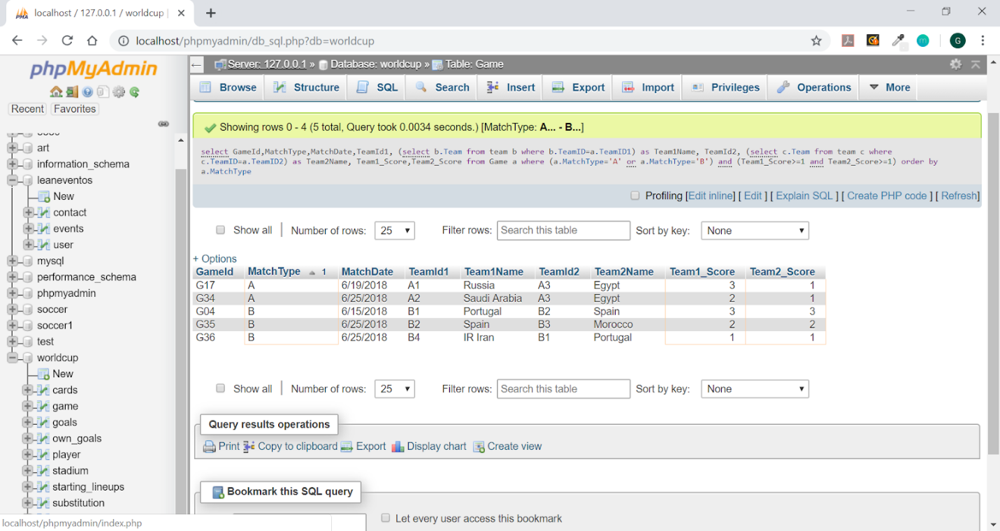 localhost / 127.0.0.1 / worldcup |
localhost/phpmyadmin/db_sql.php?db=worldcup
G
phpMyAdmin
Recent Favorites
art
information_schema
leaneventos
New
contact
events
user
mysql
performance_schema
phpmyadmin
soccer
soccer1
test
worldcup
New
cards
game
goals
own_goals
player
stadium
starting_lineups
substitution
localhost/phpmyadmin/index.php
Server: 127.0.0.1 » Database: worldcup » Table: Game
Browse Structure SQL Search Insert Export Import Privileges Operations More
Showing rows 0 - 4 (5 total, Query took 0.0034 seconds.) [MatchType: A... - B...]
select GameId,MatchType,MatchDate,TeamId1, (select b.Team from team b where b.TeamID=a.TeamID1) as Team1Name, TeamId2, (select c.Team from team c where
c.TeamID=a.TeamID2) as Team2Name, Team1_Score,Team2_Score from Game a where (a.MatchType='A' or a.MatchType='B') and (Team1_Score>=1 and Team2_Score>=1) order by
a.MatchType
Profiling [Edit inline] [ Edit ] [ Explain SQL ] [ Create PHP code ] [ Refresh]
Show all | Number of rows: 25 Filter rows: Search this table Sort by key: None
+ Options
GameId MatchType 1 MatchDate TeamId1 Team1Name TeamId2 Team2Name Team1_Score Team2_Score
G17 A 6/19/2018 A1 Russia A3 Egypt 3 1
G34 A 6/25/2018 A2 Saudi Arabia A3 Egypt 2 1
G04 B 6/15/2018 B1 Portugal B2 Spain 3 3
G35 B 6/25/2018 B2 Spain B3 Morocco 2 2
G36 B 6/25/2018 B4 IR Iran B1 Portugal 1 1
Show all | Number of rows: 25 Filter rows: Search this table Sort by key: None
Query results operations
Print Copy to clipboard Export Display chart Create view
Bookmark this SQL query
Let every user access this bookmark